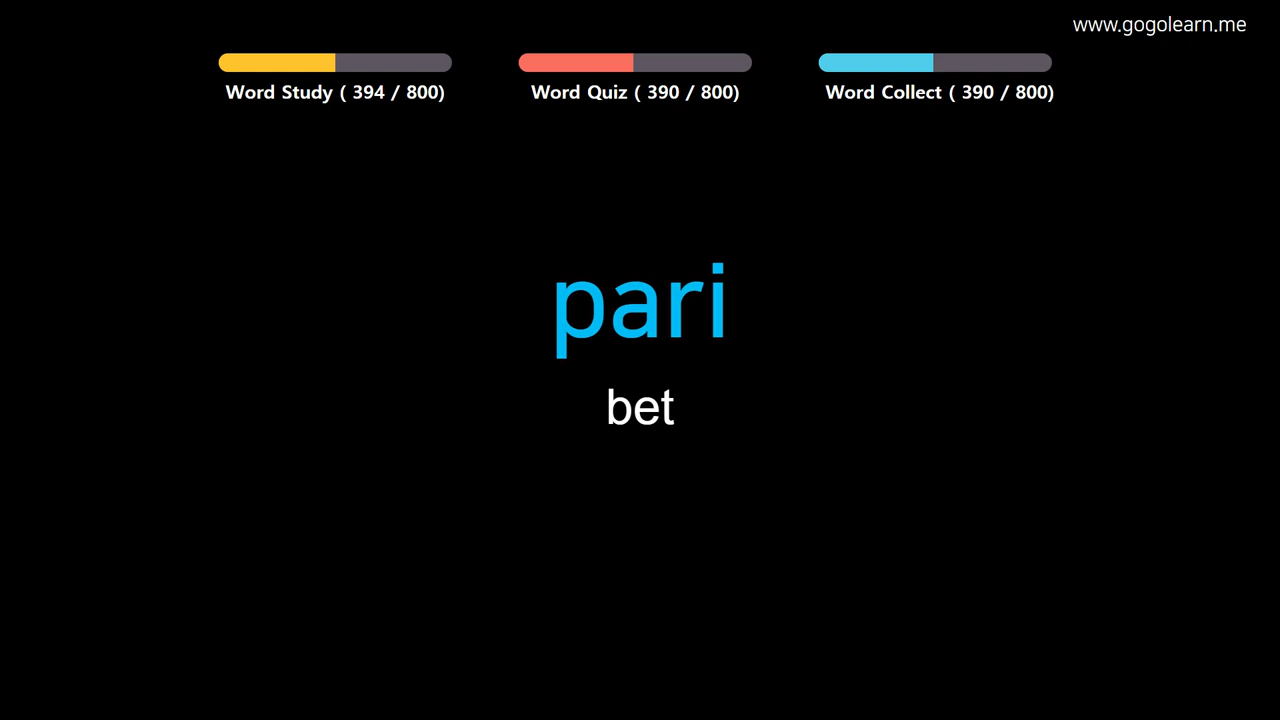 www.gogolearn.me
Word Study ( 394 / 800)
Word Quiz ( 390 / 800)
Word Collect ( 390 / 800)
pari
bet